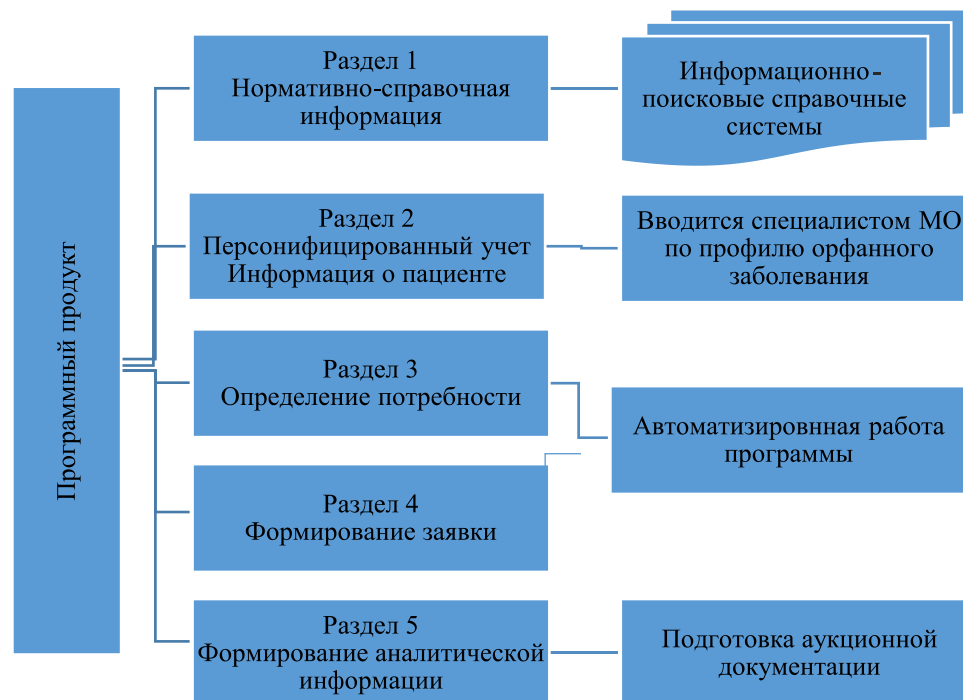 Программный продукт
Раздел 1
Нормативно-справочная
информация
Информационно-
поисковые справочные
системы
Раздел 2
Персонифицированный учет
Информация о пациенте
Вводится специалистом МО
по профилю орфанного
заболевания
Раздел 3
Определение потребности
Автоматизировнная работа
программы
Раздел 4
Формирование заявки
Раздел 5
Формирование аналитической
информации
Подготовка аукционной
документации